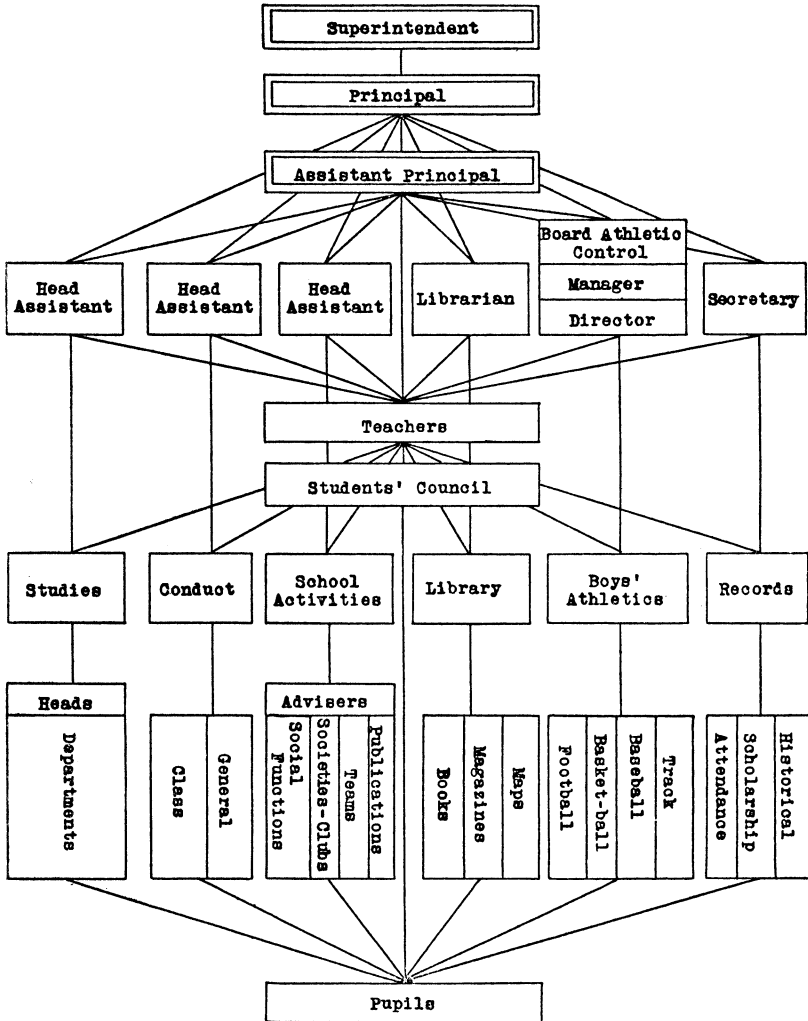 Superintendent
Principal
Assistant Principal
Head
Assistant
Head
Assistant
Head
Assistant
Librarian
Board Athletic
Control
Manager
Director
Secretary
Teachers
Students' Council
Studies
Conduct
School
Activities
Library
Boys'
Athletics
Records
Heads
Departments
Class
General
Advisers
Social
Functions
Societies-Clubs
Teams
Publications
Books
Magazines
Maps
Football
Basket-ball
Baseball
Track
Attendance
Scholarship
Historical
Pupils